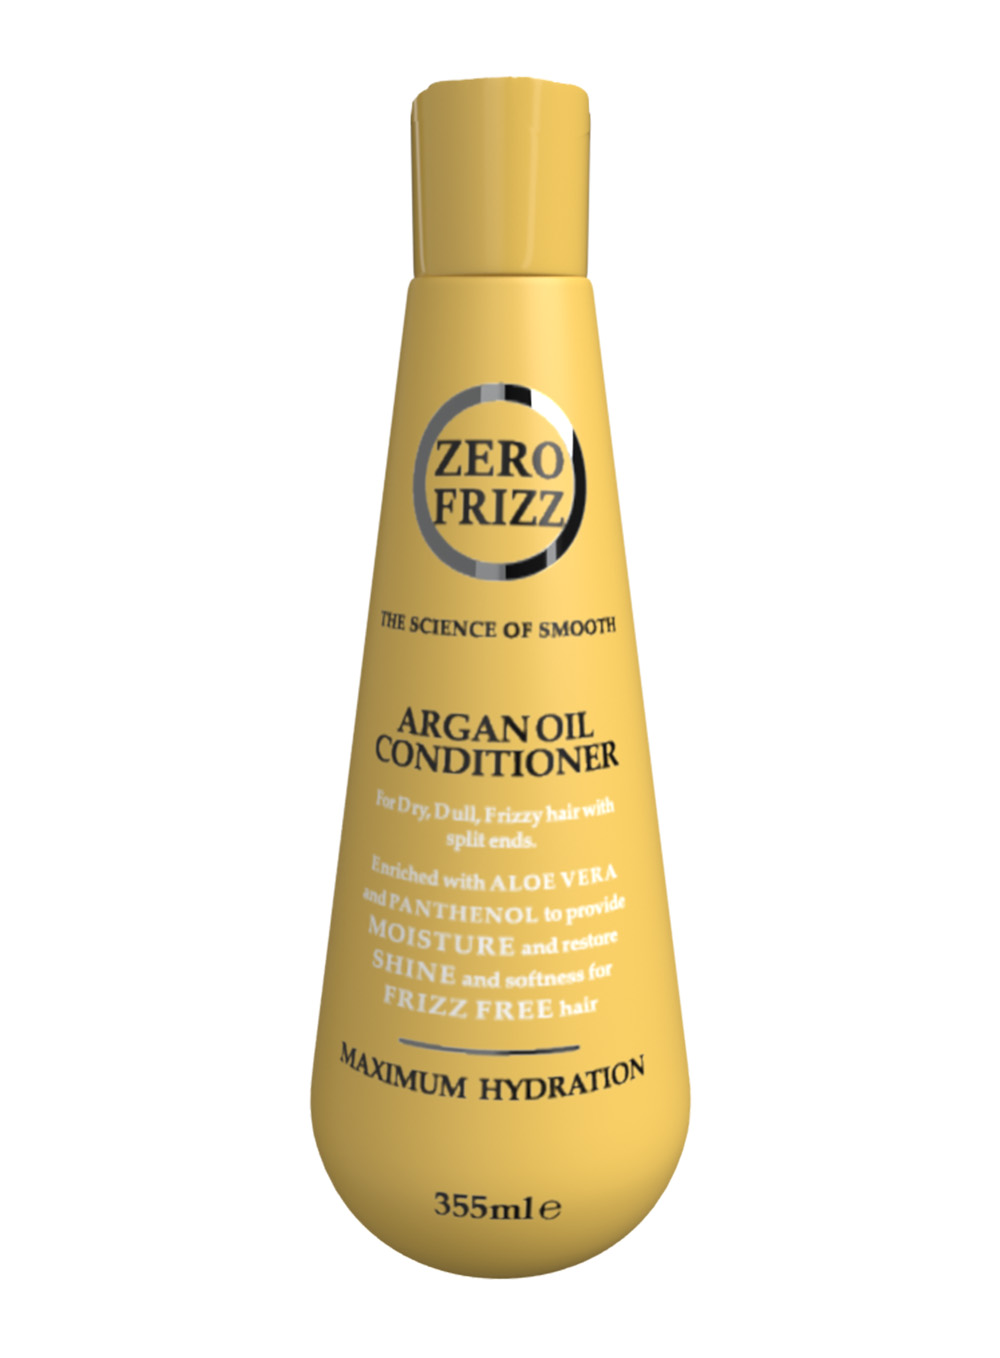 ZERO
FRIZZ
THE SCIENCE OF SMOOTH
ARGAN OIL
CONDITIONER
For Dry, Dull, Frizzy hair with
split ends.
Enriched with ALOE VERA
and PANTHENOL to provide
MOISTURE and restore
SHINE and softness for
FRIZZ FREE hair
MAXIMUM HYDRATION
355ml ℮